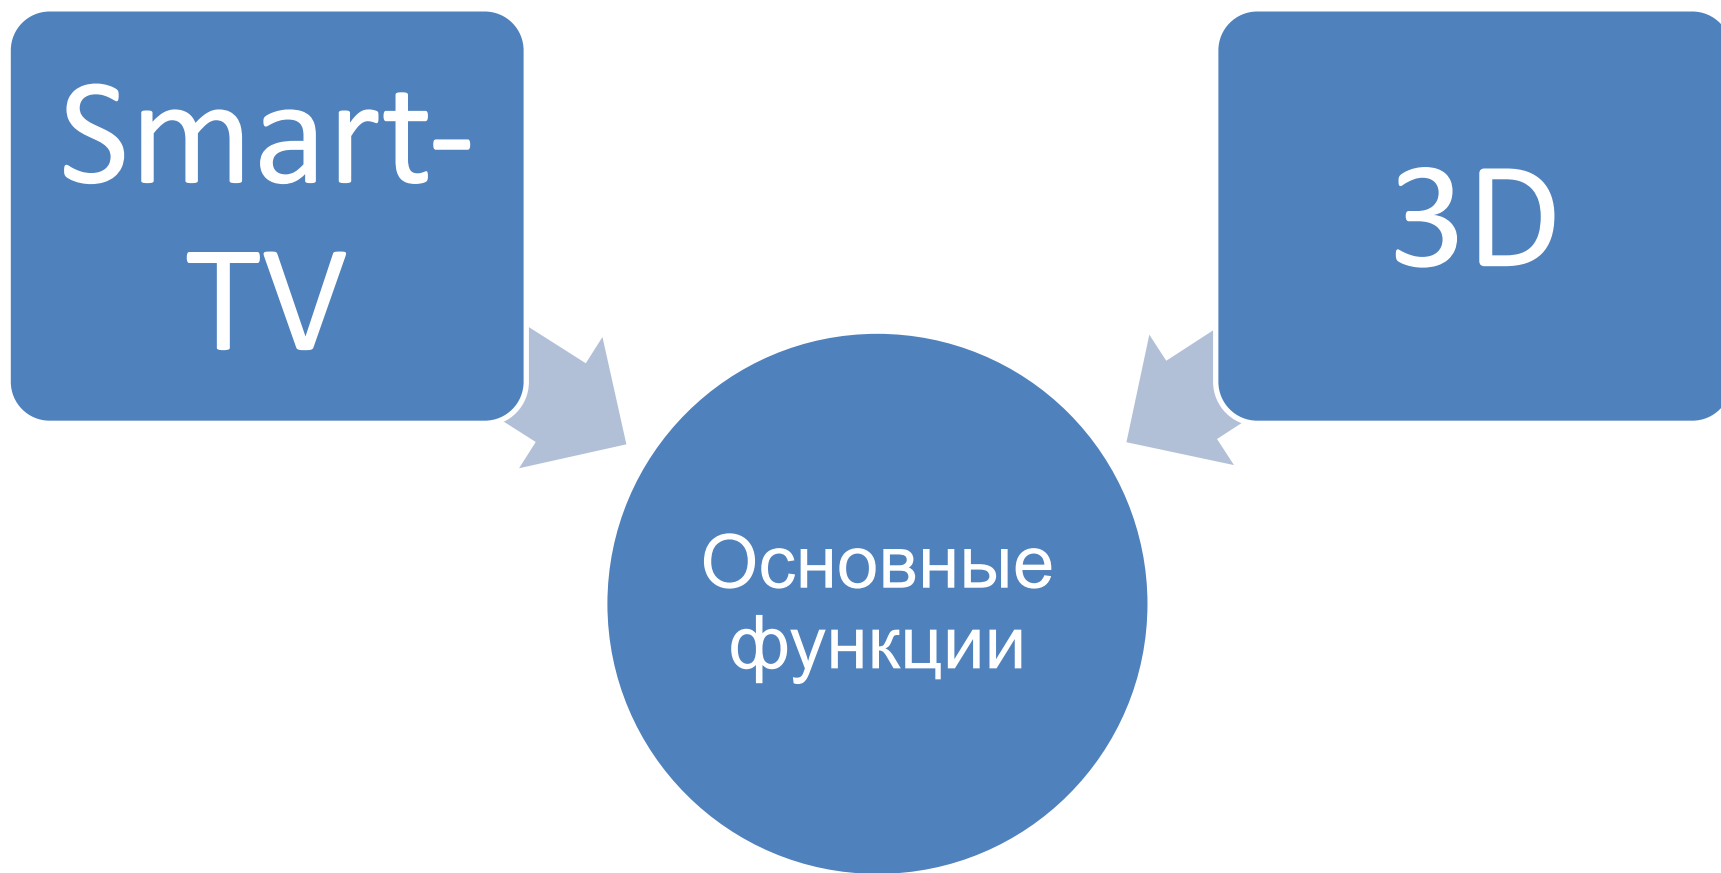 Smart-
TV
3D
Основные
функции